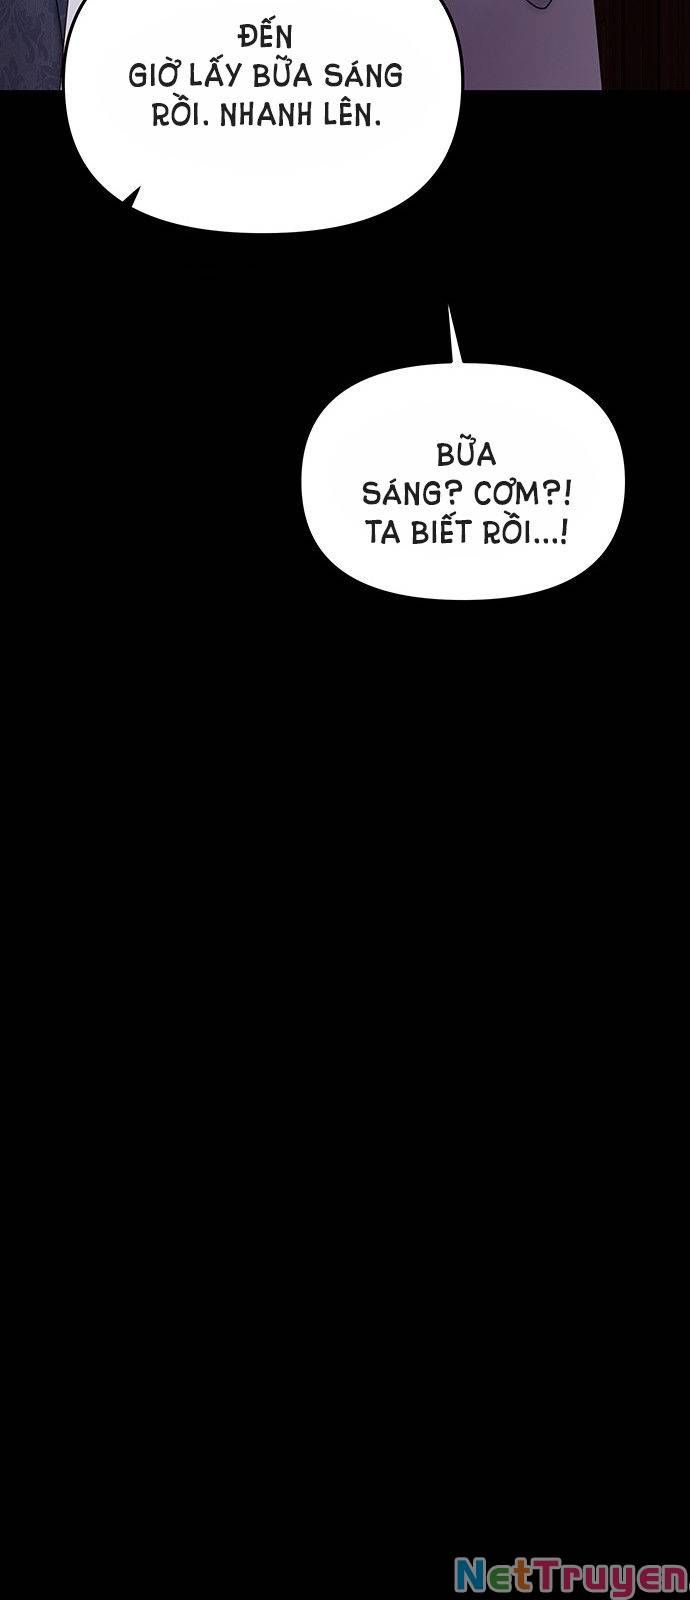 ĐẾN
GIỜ LẤY BỮA SÁNG
RỒI. NHANH LÊN.
BỮA
SÁNG? CƠM?!
TA BIẾT RỒI...!
NetTruyen